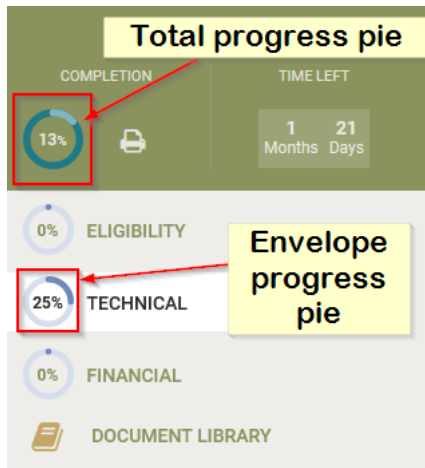 Total progress pie
COMPLETION
TIME LEFT
13%
1 21
Months Days
0% ELIGIBILITY
Envelope
progress
pie
25% TECHNICAL
0% FINANCIAL
DOCUMENT LIBRARY